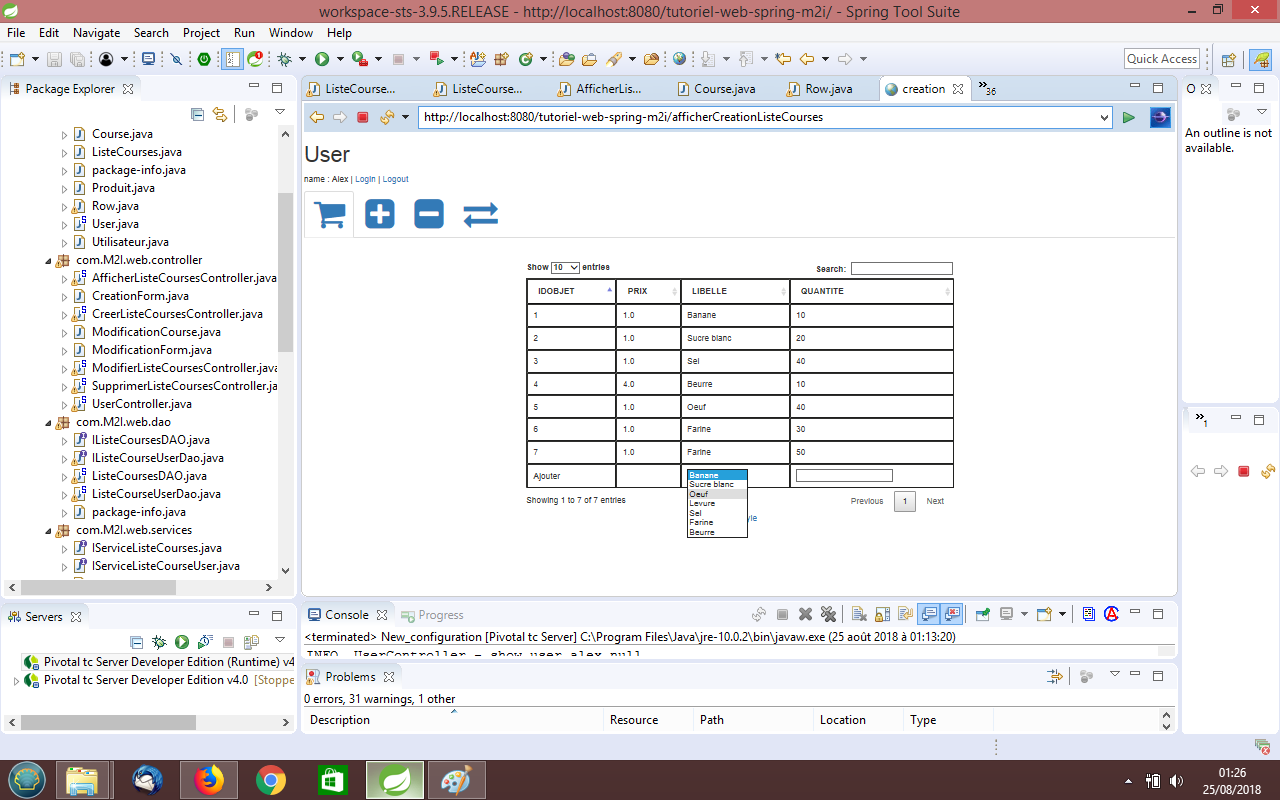 workspace-sts-3.9.5.RELEASE - http://localhost:8080/tutoriel-web-spring-m2i/ - Spring Tool Suite
File Edit Navigate Search Project Run Window Help
Quick Access
Package Explorer
Course.java
ListeCourses.java
package-info.java
Produit.java
Row.java
User.java
Utilisateur.java
com.M2I.web.controller
AfficherListeCoursesController.java
CreationForm.java
CreerListeCoursesController.java
ModificationCourse.java
ModificationForm.java
ModifierListeCoursesController.java
SupprimerListeCoursesController.ja
UserController.java
com.M2I.web.dao
IListeCoursesDAO.java
IListeCourseUserDao.java
ListeCoursesDAO.java
ListeCourseUserDao.java
package-info.java
com.M2I.web.services
IServiceListeCourses.java
IServiceListeCourseUser.java
Servers
Pivotal tc Server Developer Edition (Runtime) v4
Pivotal tc Server Developer Edition v4.0 [Stoppe
ListeCourse... ListeCourse... AfficherLis... Course.java Row.java creation 36
http://localhost:8080/tutoriel-web-spring-m2i/afficherCreationListeCourses
User
name : Alex | Login | Logout
Show 10 entries Search:
IDOBJET PRIX LIBELLE QUANTITE
1 1.0 Banane 10
2 1.0 Sucre blanc 20
3 1.0 Sel 40
4 4.0 Beurre 10
5 1.0 Oeuf 40
6 1.0 Farine 30
7 1.0 Farine 50
Ajouter Banane
Sucre blanc
Oeuf
Levure
Sel
Farine
Beurre
Showing 1 to 7 of 7 entries Previous 1 Next
Console Progress
<terminated> New_configuration [Pivotal tc Server] C:\Program Files\Java\jre-10.0.2\bin\javaw.exe (25 août 2018 à 01:13:20)
INFO UserController - show user alex null
Problems
0 errors, 31 warnings, 1 other
Description Resource Path Location Type
O
An outline is not available.
1
01:26
25/08/2018